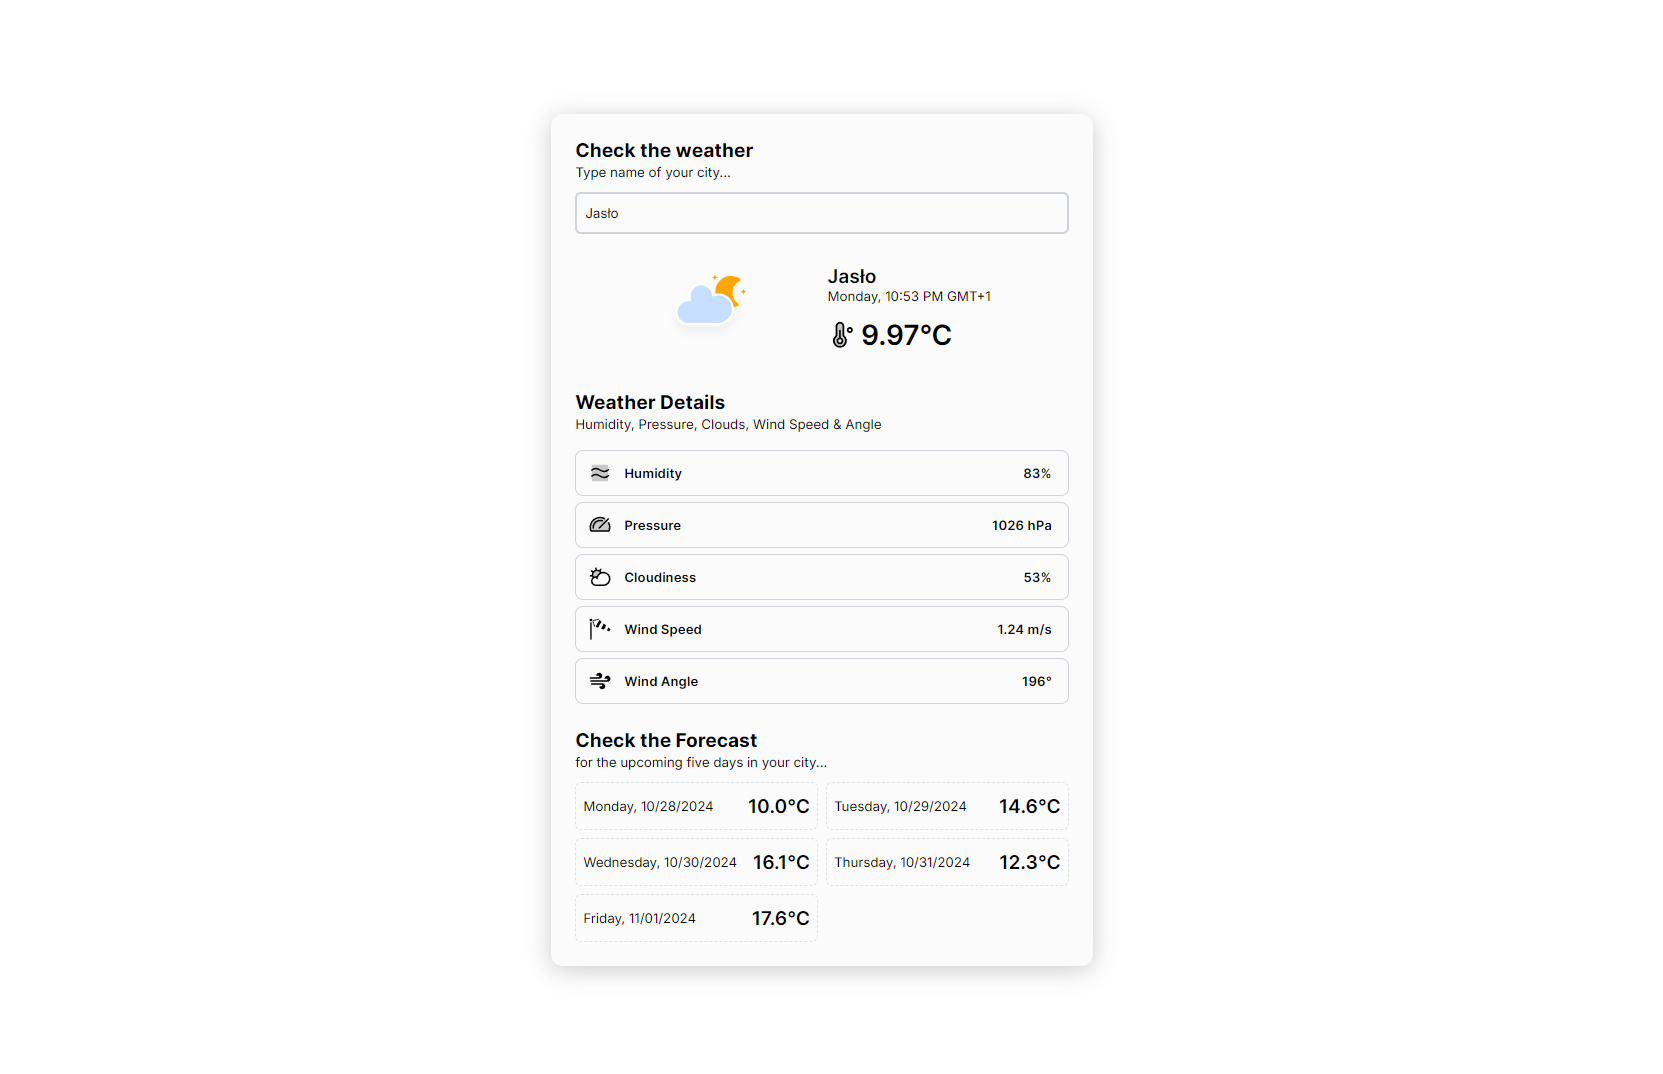 Check the weather
Type name of your city...
Jasło
Jasło
Monday, 10:53 PM GMT+1
9.97°C
Weather Details
Humidity, Pressure, Clouds, Wind Speed & Angle
Humidity 83%
Pressure 1026 hPa
Cloudiness 53%
Wind Speed 1.24 m/s
Wind Angle 196°
Check the Forecast
for the upcoming five days in your city...
Monday, 10/28/2024 10.0°C
Tuesday, 10/29/2024 14.6°C
Wednesday, 10/30/2024 16.1°C
Thursday, 10/31/2024 12.3°C
Friday, 11/01/2024 17.6°C